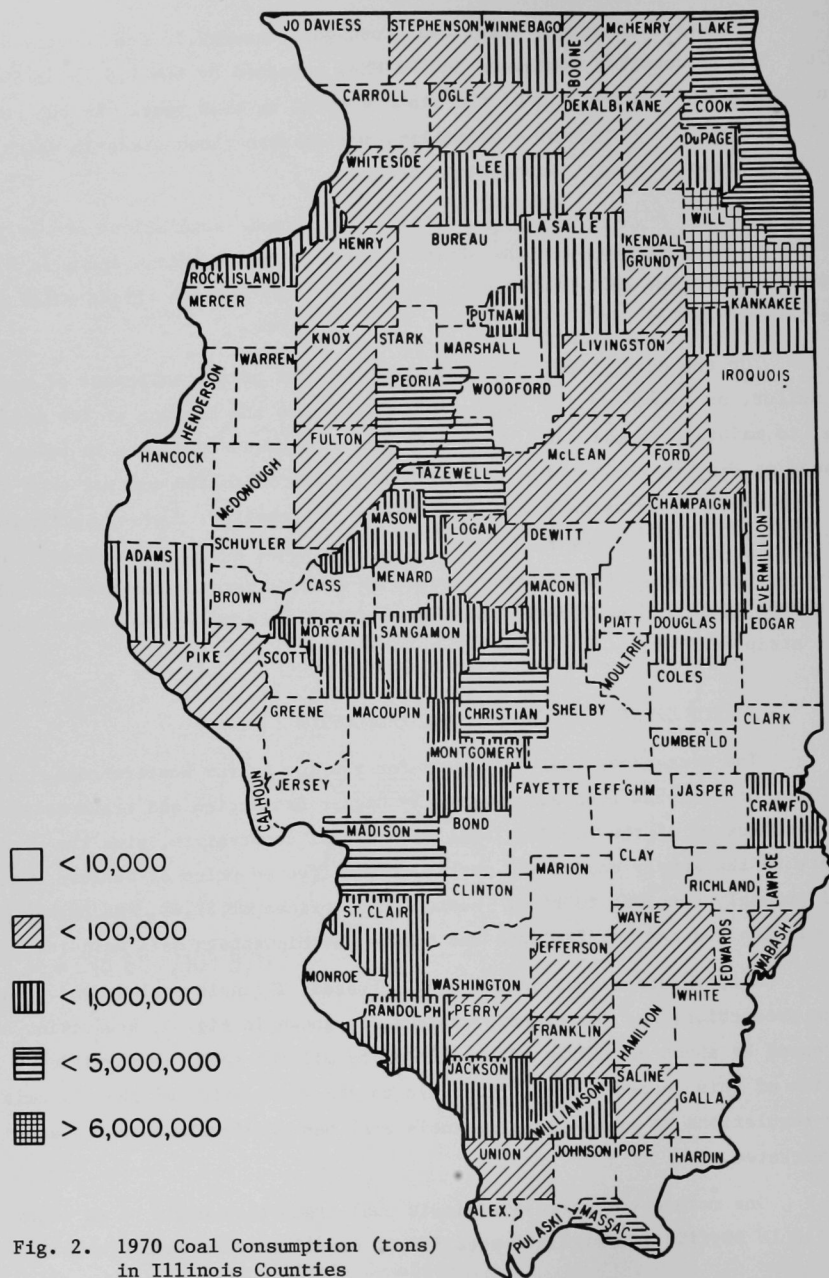 JO DAVIESS
STEPHENSON
WINNEBAGO
BOONE
McHENRY
LAKE
CARROLL
OGLE
DEKALB
KANE
COOK
DuPAGE
WHITESIDE
LEE
WILL
ROCK ISLAND
HENRY
BUREAU
LA SALLE
KENDALL
GRUNDY
MERCER
PUTNAM
KANKAKEE
KNOX
STARK
MARSHALL
LIVINGSTON
HENDERSON
WARREN
PEORIA
WOODFORD
IROQUOIS
HANCOCK
McDONOUGH
FULTON
TAZEWELL
McLEAN
FORD
SCHUYLER
MASON
LOGAN
DEWITT
CHAMPAIGN
VERMILLION
ADAMS
BROWN
CASS
MENARD
MACON
PIATT
DOUGLAS
EDGAR
PIKE
SCOTT
MORGAN
SANGAMON
MOULTRIE
COLES
GREENE
MACOUPIN
CHRISTIAN
SHELBY
CLARK
CALHOUN
JERSEY
MONTGOMERY
CUMBER'LD
FAYETTE
EFF'GHM
JASPER
CRAWF'D
MADISON
BOND
CLAY
RICHLAND
LAWR'CE
CLINTON
MARION
ST. CLAIR
WAYNE
EDWARDS
WABASH
MONROE
WASHINGTON
JEFFERSON
RANDOLPH
PERRY
FRANKLIN
HAMILTON
WHITE
JACKSON
WILLIAMSON
SALINE
GALLA.
UNION
JOHNSON
POPE
HARDIN
ALEX.
PULASKI
MASSAC
< 10,000
< 100,000
< 1,000,000
< 5,000,000
> 6,000,000
Fig. 2. 1970 Coal Consumption (tons)
in Illinois Counties